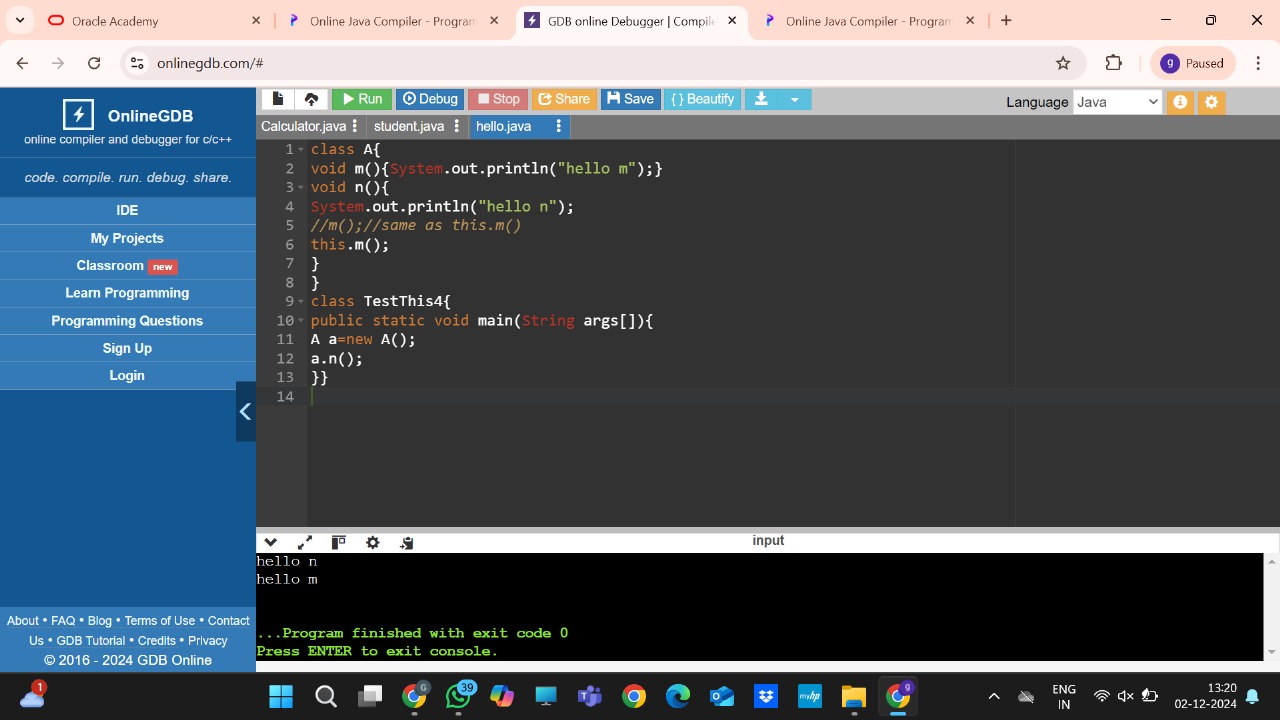 Oracle Academy
Online Java Compiler - Program
GDB online Debugger | Compile
Online Java Compiler - Program
onlinegdb.com/#
g Paused
OnlineGDB
online compiler and debugger for c/c++
code. compile. run. debug. share.
IDE
My Projects
Classroom new
Learn Programming
Programming Questions
Sign Up
Login
About • FAQ • Blog • Terms of Use • Contact
Us • GDB Tutorial • Credits • Privacy
© 2016 - 2024 GDB Online
Run Debug Stop Share Save { } Beautify
Language Java
Calculator.java student.java hello.java
1 class A{
2 void m(){System.out.println("hello m");}
3 void n(){
4 System.out.println("hello n");
5 //m();//same as this.m()
6 this.m();
7 }
8 }
9 class TestThis4{
10 public static void main(String args[]){
11 A a=new A();
12 a.n();
13 }}
14
input
hello n
hello m
...Program finished with exit code 0
Press ENTER to exit console.
1
G
39
myhp
g
ENG
IN
13:20
02-12-2024